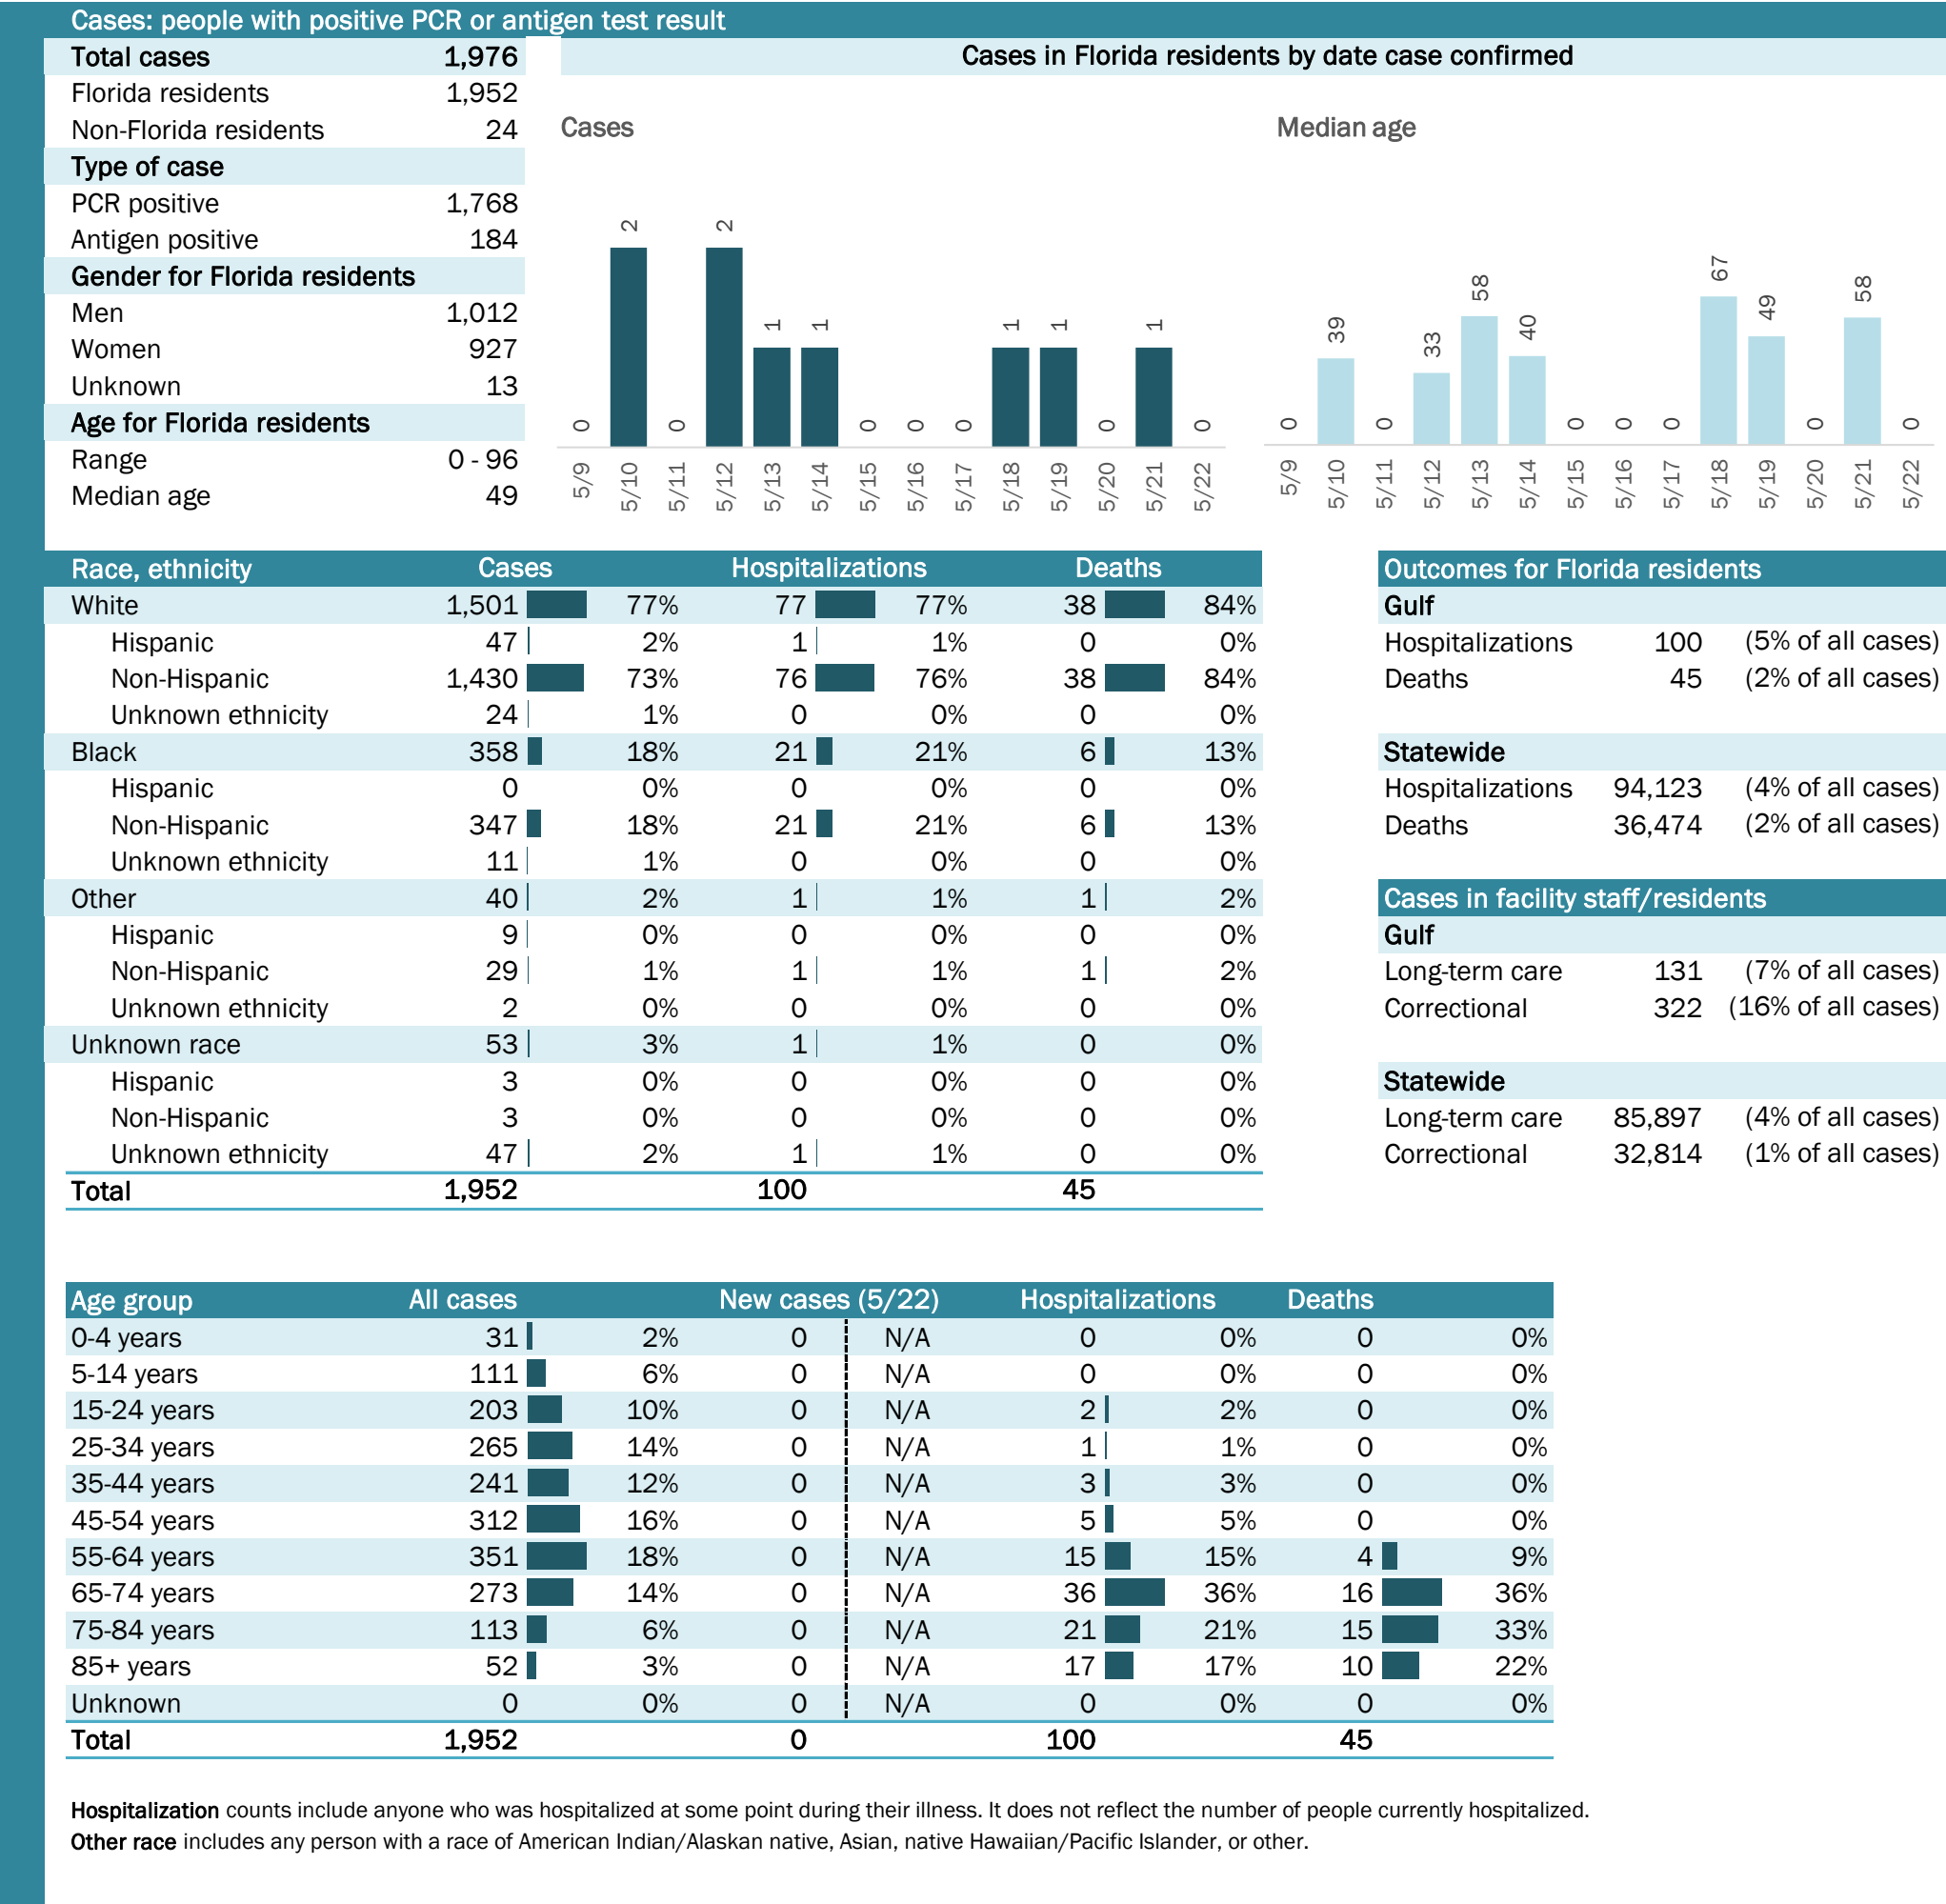 Cases: people with positive PCR or antigen test result
Total cases 1,976
Florida residents 1,952
Non-Florida residents 24
Type of case
PCR positive 1,768
Antigen positive 184
Gender for Florida residents
Men 1,012
Women 927
Unknown 13
Age for Florida residents
Range 0 - 96
Median age 49
Cases in Florida residents by date case confirmed
Cases
0 2 0 2 1 1 0 0 0 1 1 0 1 0
5/9 5/10 5/11 5/12 5/13 5/14 5/15 5/16 5/17 5/18 5/19 5/20 5/21 5/22
Median age
0 39 0 33 58 40 0 0 0 67 49 0 58 0
5/9 5/10 5/11 5/12 5/13 5/14 5/15 5/16 5/17 5/18 5/19 5/20 5/21 5/22
Race, ethnicity Cases Hospitalizations Deaths
White 1,501 77% 77 77% 38 84%
Hispanic 47 2% 1 1% 0 0%
Non-Hispanic 1,430 73% 76 76% 38 84%
Unknown ethnicity 24 1% 0 0% 0 0%
Black 358 18% 21 21% 6 13%
Hispanic 0 0% 0 0% 0 0%
Non-Hispanic 347 18% 21 21% 6 13%
Unknown ethnicity 11 1% 0 0% 0 0%
Other 40 2% 1 1% 1 2%
Hispanic 9 0% 0 0% 0 0%
Non-Hispanic 29 1% 1 1% 1 2%
Unknown ethnicity 2 0% 0 0% 0 0%
Unknown race 53 3% 1 1% 0 0%
Hispanic 3 0% 0 0% 0 0%
Non-Hispanic 3 0% 0 0% 0 0%
Unknown ethnicity 47 2% 1 1% 0 0%
Total 1,952 100 45
Outcomes for Florida residents
Gulf
Hospitalizations 100 (5% of all cases)
Deaths 45 (2% of all cases)
Statewide
Hospitalizations 94,123 (4% of all cases)
Deaths 36,474 (2% of all cases)
Cases in facility staff/residents
Gulf
Long-term care 131 (7% of all cases)
Correctional 322 (16% of all cases)
Statewide
Long-term care 85,897 (4% of all cases)
Correctional 32,814 (1% of all cases)
Age group All cases New cases (5/22) Hospitalizations Deaths
0-4 years 31 2% 0 N/A 0 0% 0 0%
5-14 years 111 6% 0 N/A 0 0% 0 0%
15-24 years 203 10% 0 N/A 2 2% 0 0%
25-34 years 265 14% 0 N/A 1 1% 0 0%
35-44 years 241 12% 0 N/A 3 3% 0 0%
45-54 years 312 16% 0 N/A 5 5% 0 0%
55-64 years 351 18% 0 N/A 15 15% 4 9%
65-74 years 273 14% 0 N/A 36 36% 16 36%
75-84 years 113 6% 0 N/A 21 21% 15 33%
85+ years 52 3% 0 N/A 17 17% 10 22%
Unknown 0 0% 0 N/A 0 0% 0 0%
Total 1,952 0 100 45
Hospitalization counts include anyone who was hospitalized at some point during their illness. It does not reflect the number of people currently hospitalized.
Other race includes any person with a race of American Indian/Alaskan native, Asian, native Hawaiian/Pacific Islander, or other.